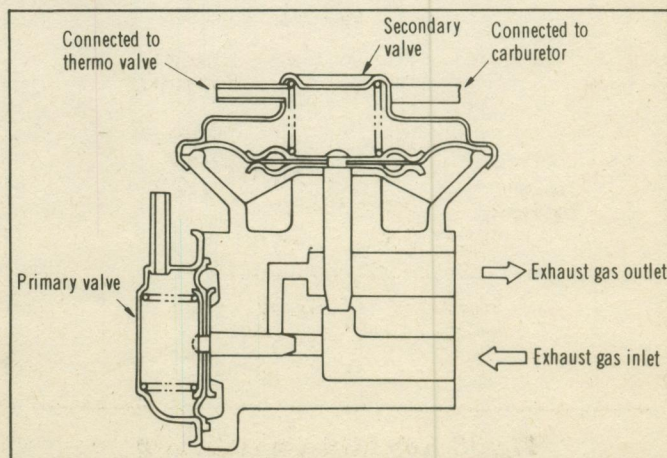 Connected to
thermo valve
Secondary
valve
Connected to
carburetor
Primary valve
Exhaust gas outlet
Exhaust gas inlet